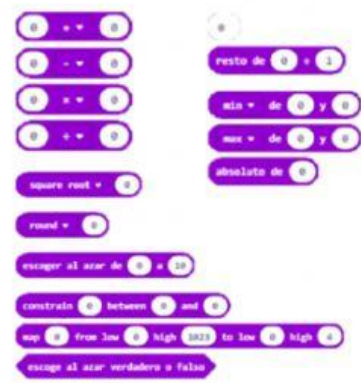 0 + ▾ 0
0 - ▾ 0
0 × ▾ 0
0 ÷ ▾ 0
square root ▾ 0
round ▾ 0
escoger al azar de 0 a 10
constrain 0 between 0 and 0
map 0 from low 0 high 1023 to low 0 high 4
escoge al azar verdadero o falso
0
resto de 0 ÷ 1
min ▾ de 0 y 0
max ▾ de 0 y 0
absoluto de 0